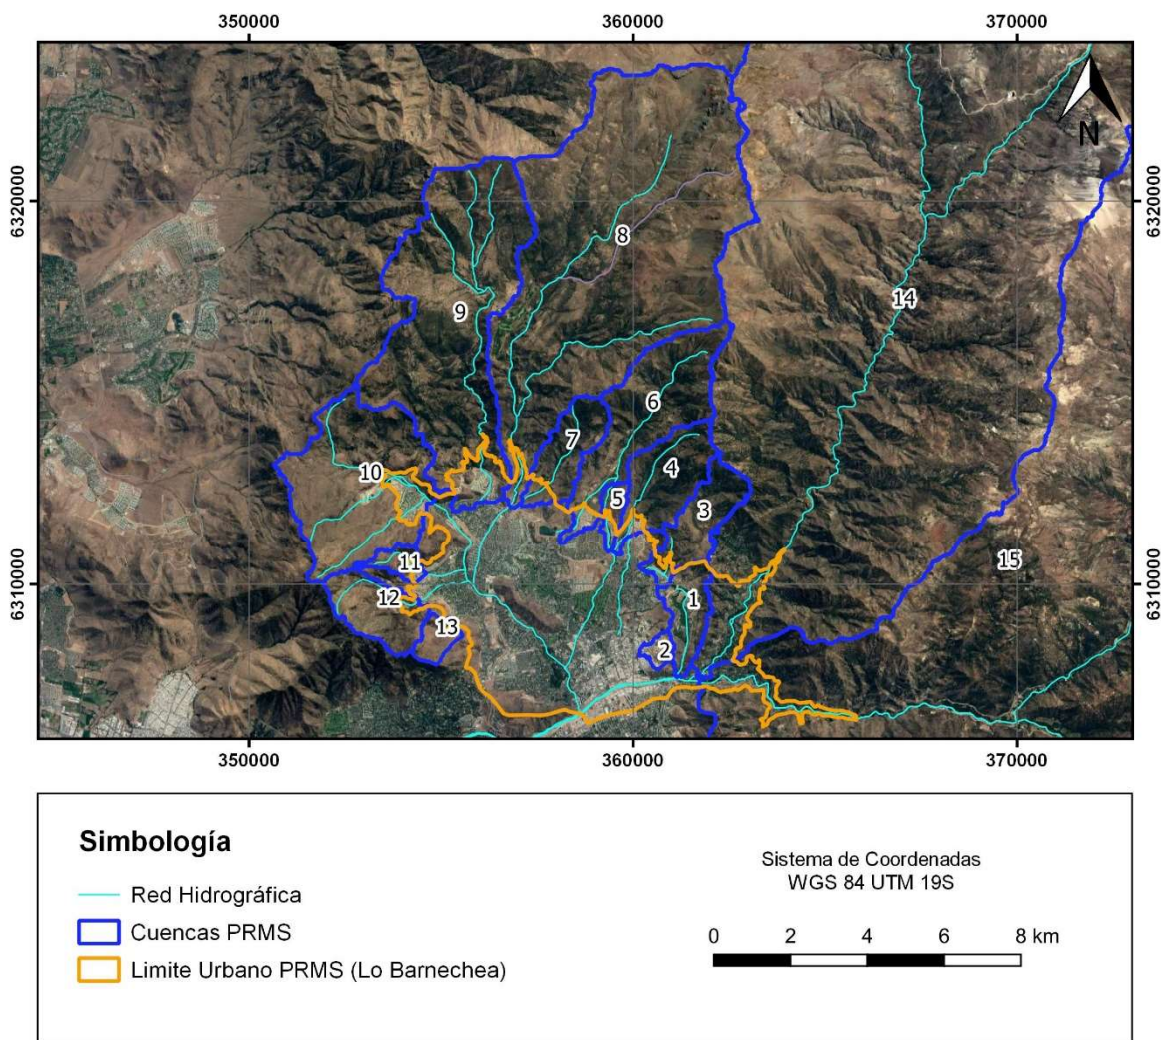 350000 360000 370000
N
6320000 6320000
8
14
9
6
7
4
10
5
3
15
11
6310000 6310000
12
1
13
2
350000 360000 370000
Simbología
Red Hidrográfica
Cuencas PRMS
Limite Urbano PRMS (Lo Barnechea)
Sistema de Coordenadas
WGS 84 UTM 19S
0 2 4 6 8 km